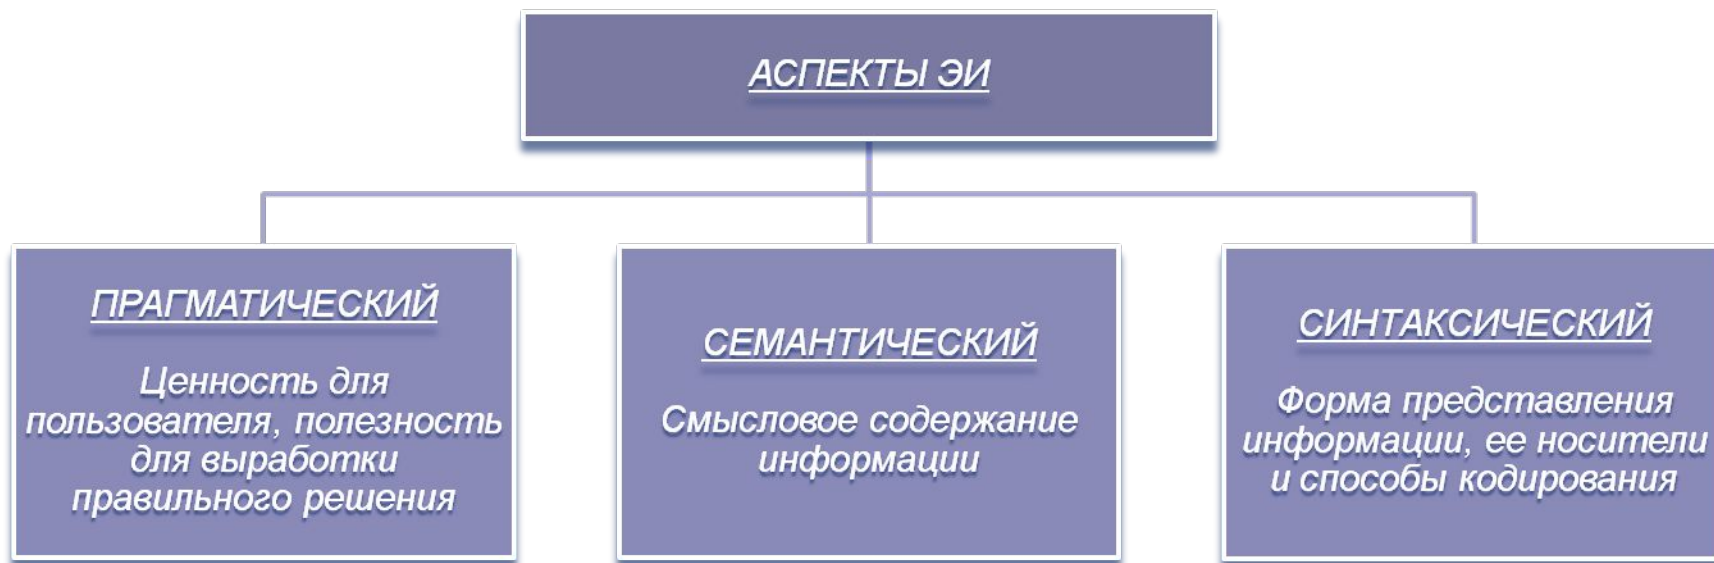 АСПЕКТЫ ЭИ
ПРАГМАТИЧЕСКИЙ
Ценность для
пользователя, полезность
для выработки
правильного решения
СЕМАНТИЧЕСКИЙ
Смысловое содержание
информации
СИНТАКСИЧЕСКИЙ
Форма представления
информации, ее носители
и способы кодирования